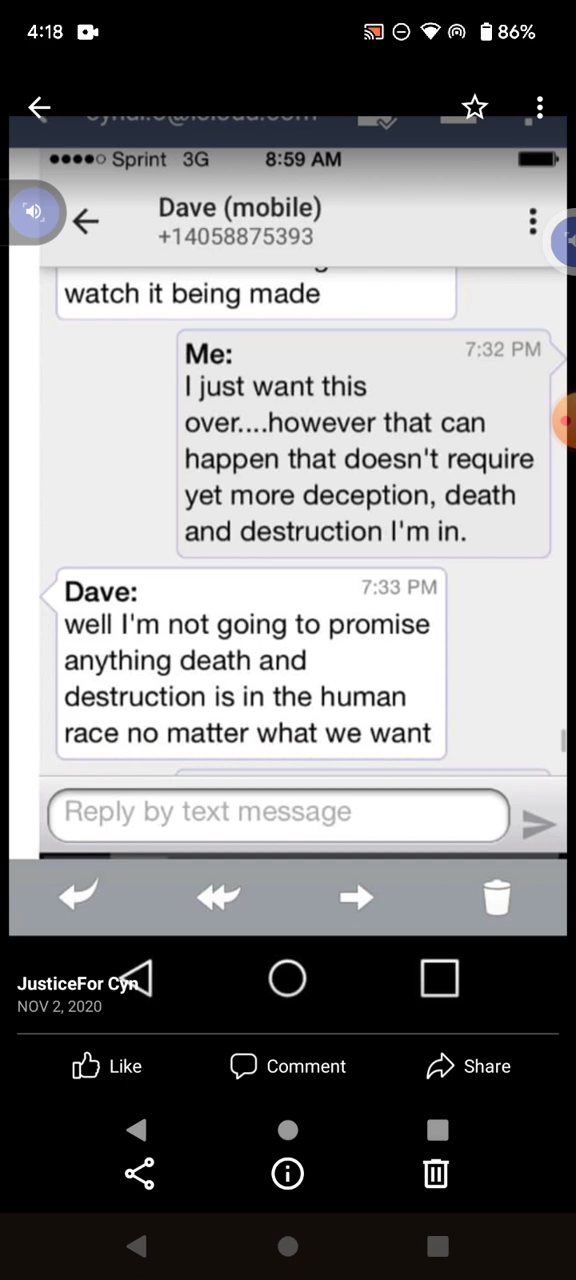 4:18
86%
Sprint 3G 8:59 AM
Dave (mobile)
+14058875393
watch it being made
Me: 7:32 PM
I just want this
over....however that can
happen that doesn't require
yet more deception, death
and destruction I'm in.
Dave: 7:33 PM
well I'm not going to promise
anything death and
destruction is in the human
race no matter what we want
Reply by text message
JusticeFor Cyn
NOV 2, 2020
Like Comment Share